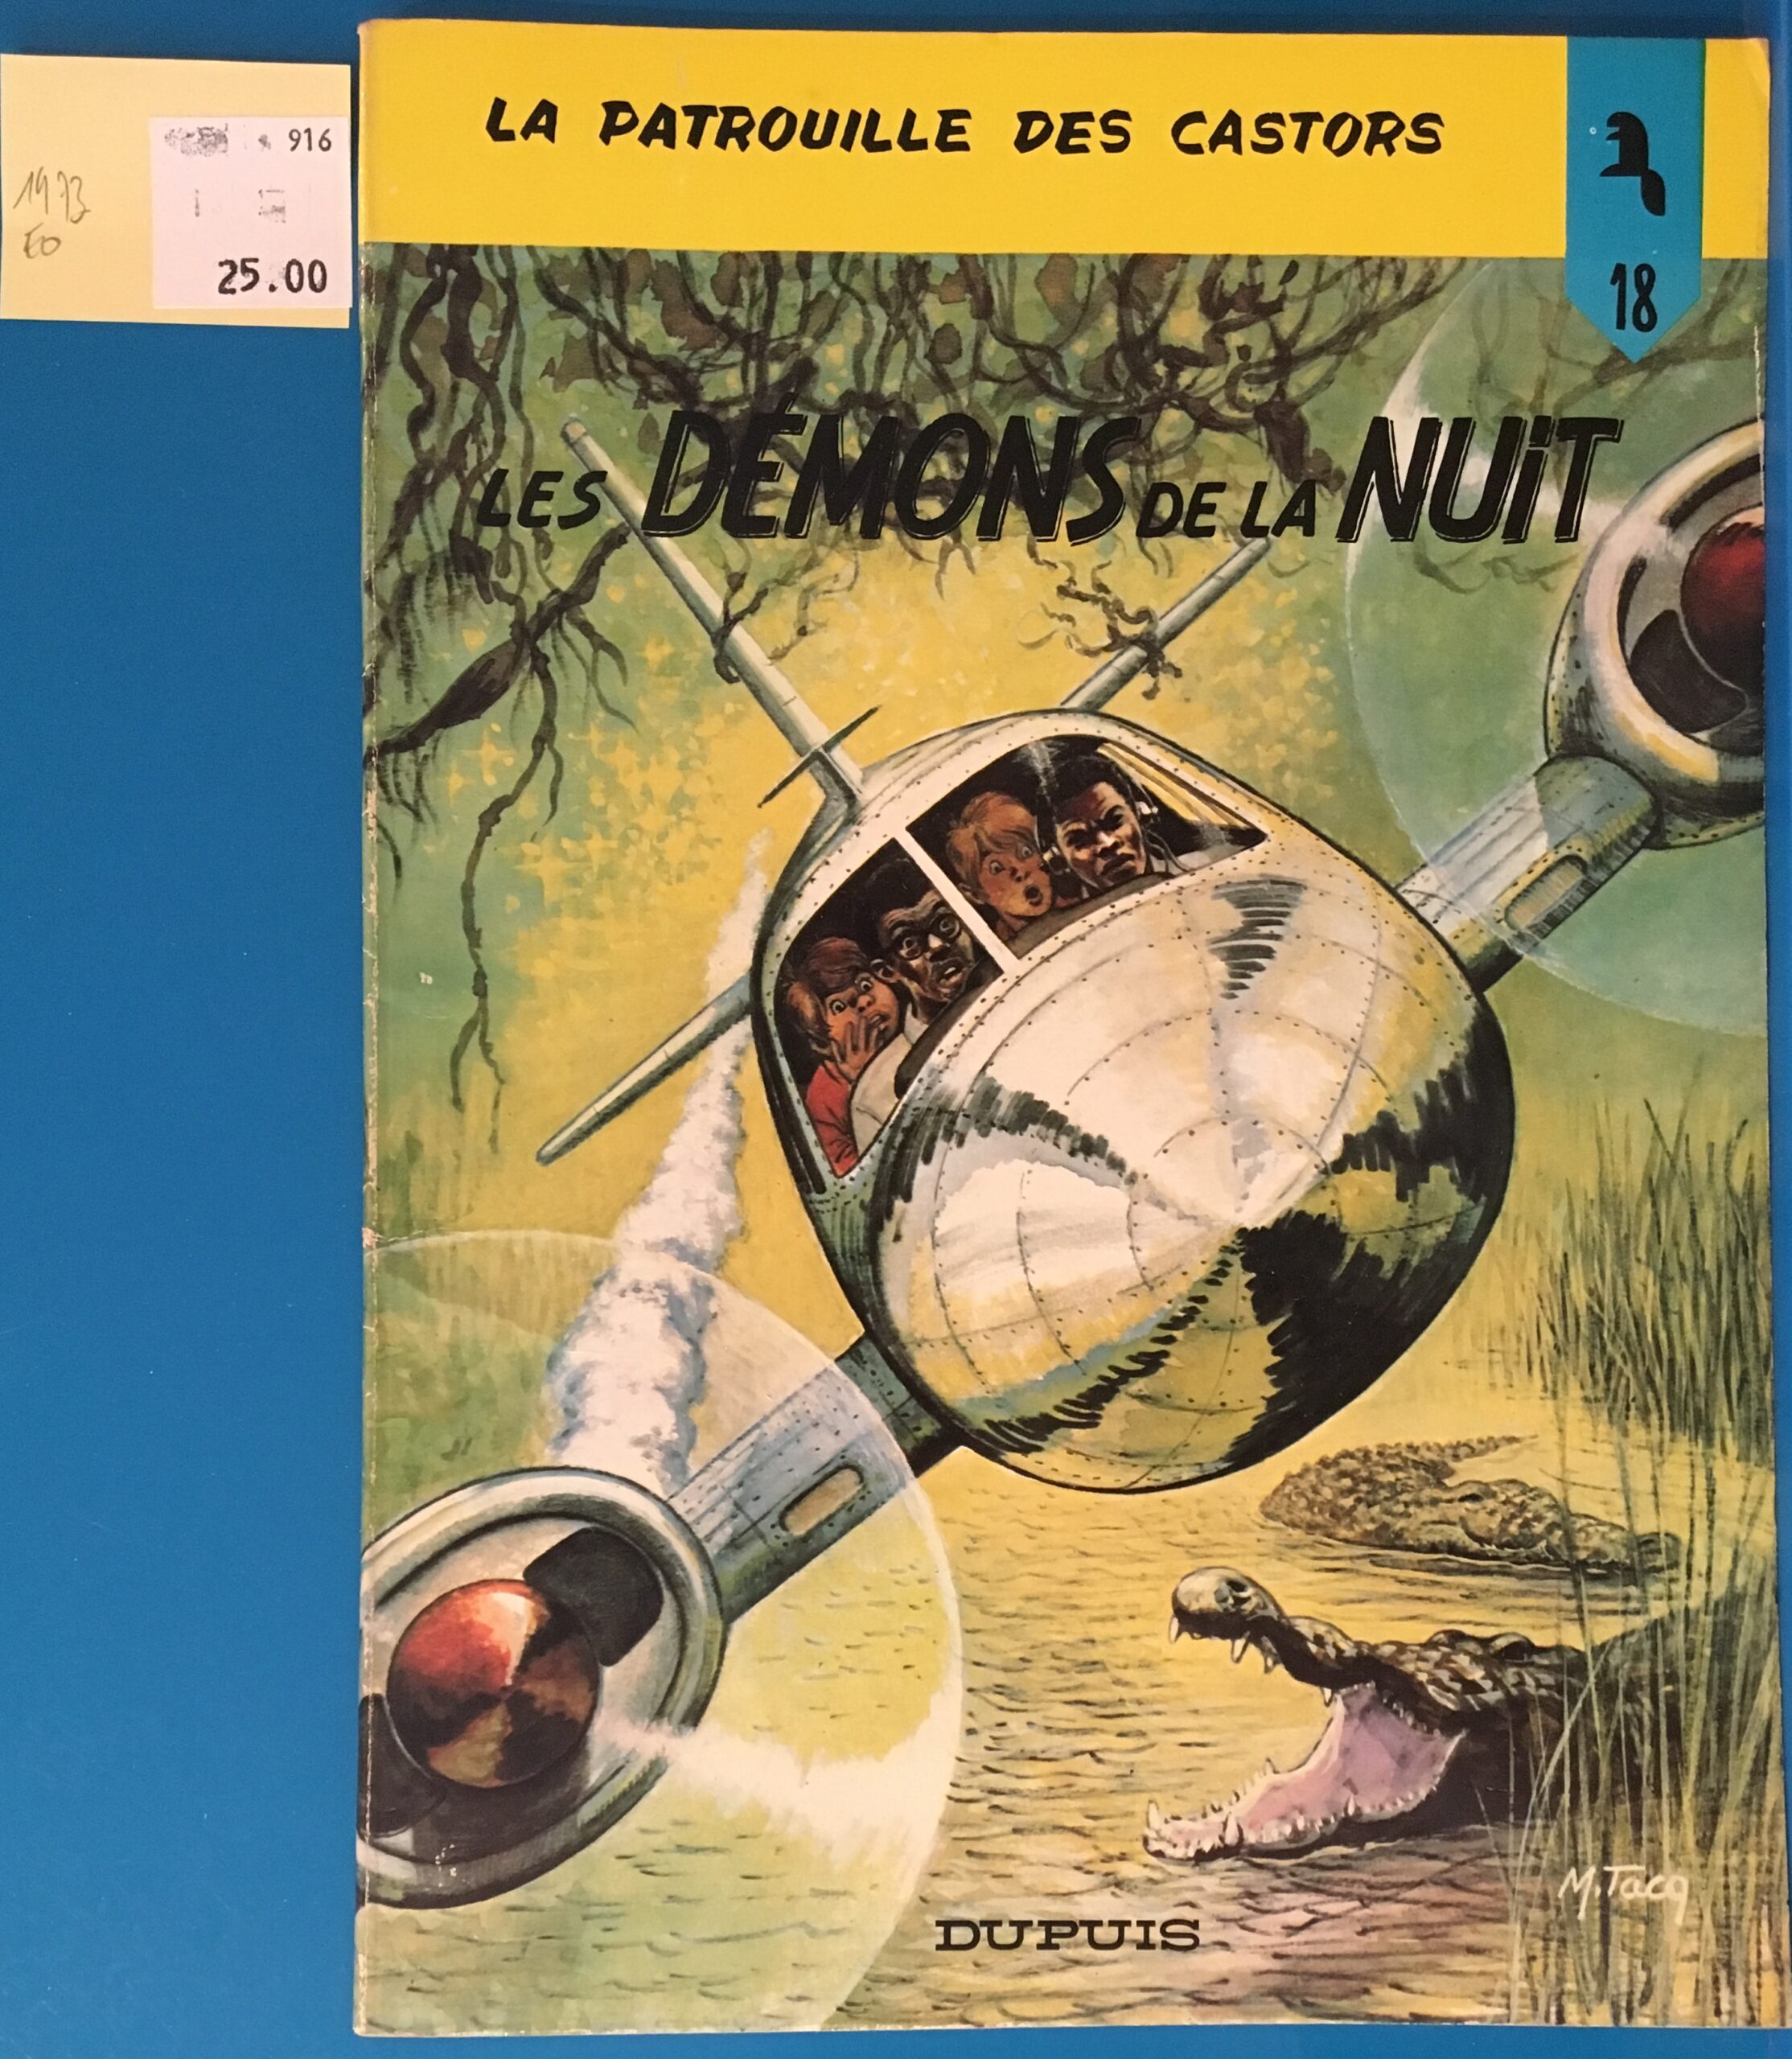 LA PATROUILLE DES CASTORS
18
LES DÉMONS DE LA NUiT
M.Tacq
DUPUIS
916
1973
EO
25.00